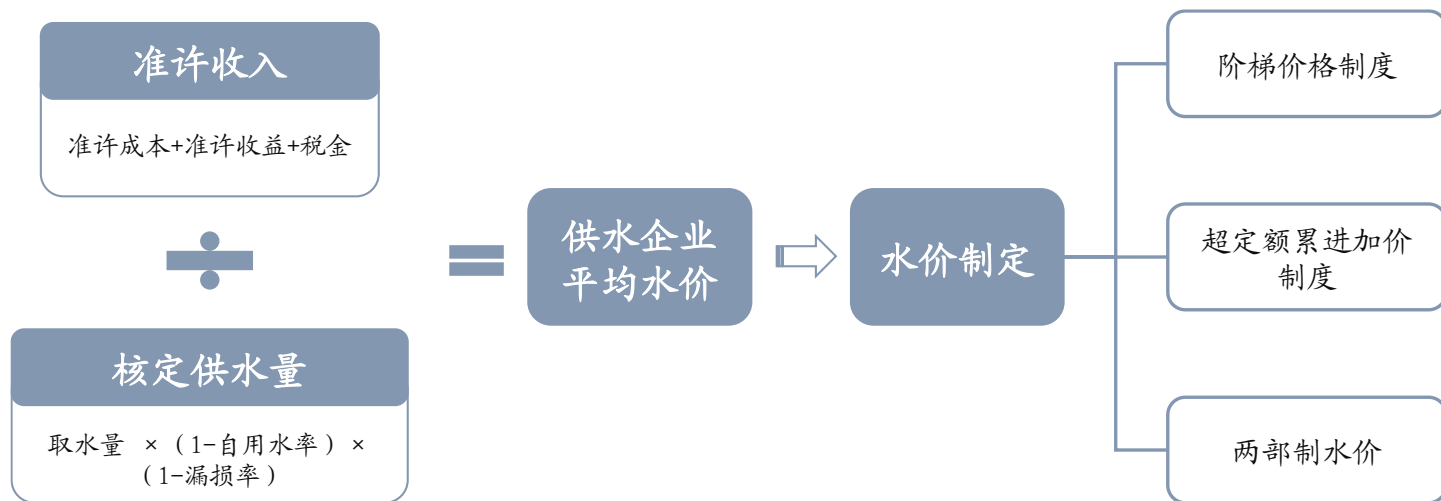 准许收入
准许成本+准许收益+税金
核定供水量
取水量 ×（1-自用水率）×
（1-漏损率）
供水企业
平均水价
水价制定
阶梯价格制度
超定额累进加价
制度
两部制水价